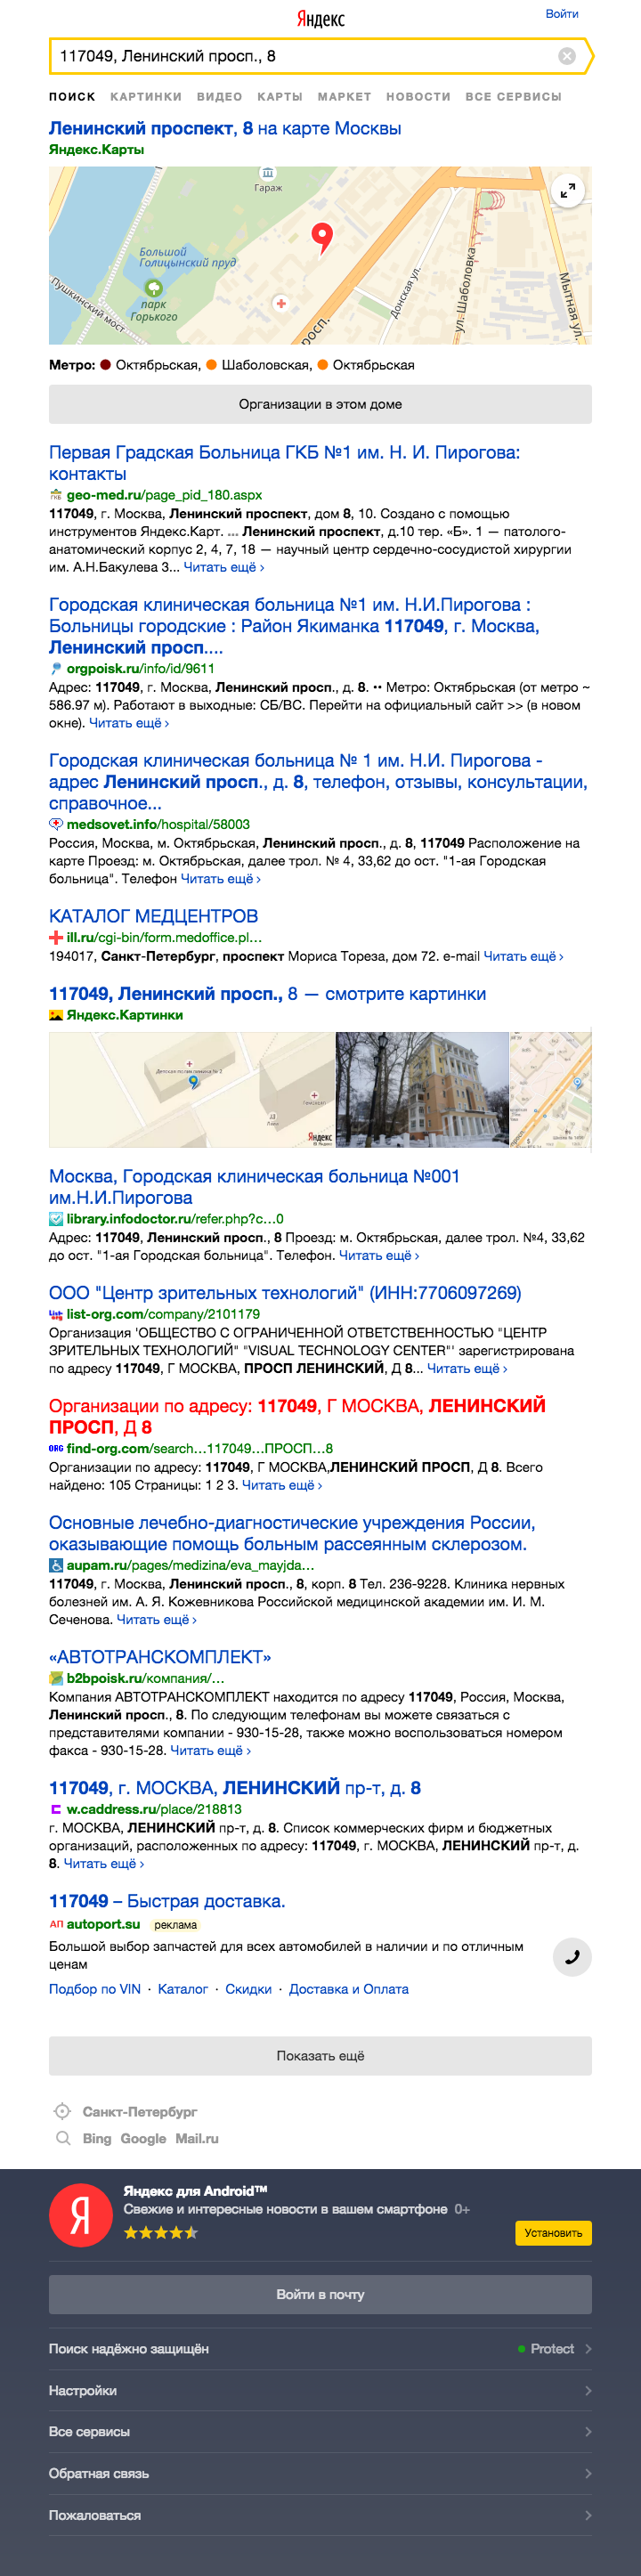 Яндекс
Войти
117049, Ленинский просп., 8
ПОИСК КАРТИНКИ ВИДЕО КАРТЫ МАРКЕТ НОВОСТИ ВСЕ СЕРВИСЫ
Ленинский проспект, 8 на карте Москвы
Яндекс.Карты
Гараж
Большой
Голицынский пруд
парк
Горького
Пушкинский мост
росп.
Донская ул.
ул. Шаболовка
Мытная ул.
Метро: Октябрьская, Шаболовская, Октябрьская
Организации в этом доме
Первая Градская Больница ГКБ №1 им. Н. И. Пирогова:
контакты
geo-med.ru/page_pid_180.aspx
117049, г. Москва, Ленинский проспект, дом 8, 10. Создано с помощью
инструментов Яндекс.Карт. ... Ленинский проспект, д.10 тер. «Б». 1 — патолого-
анатомический корпус 2, 4, 7, 18 — научный центр сердечно-сосудистой хирургии
им. А.Н.Бакулева 3... Читать ещё ›
Городская клиническая больница №1 им. Н.И.Пирогова :
Больницы городские : Район Якиманка 117049, г. Москва,
Ленинский просп....
orgpoisk.ru/info/id/9611
Адрес: 117049, г. Москва, Ленинский просп., д. 8. •• Метро: Октябрьская (от метро ~
586.97 м). Работают в выходные: СБ/ВС. Перейти на официальный сайт >> (в новом
окне). Читать ещё ›
Городская клиническая больница № 1 им. Н.И. Пирогова -
адрес Ленинский просп., д. 8, телефон, отзывы, консультации,
справочное...
medsovet.info/hospital/58003
Россия, Москва, м. Октябрьская, Ленинский просп., д. 8, 117049 Расположение на
карте Проезд: м. Октябрьская, далее трол. № 4, 33,62 до ост. "1-ая Городская
больница". Телефон Читать ещё ›
КАТАЛОГ МЕДЦЕНТРОВ
ill.ru/cgi-bin/form.medoffice.pl...
194017, Санкт-Петербург, проспект Мориса Тореза, дом 72. e-mail Читать ещё ›
117049, Ленинский просп., 8 — смотрите картинки
Яндекс.Картинки
Детская поликлиника № 2
Яндекс
Москва, Городская клиническая больница №001
им.Н.И.Пирогова
library.infodoctor.ru/refer.php?c...0
Адрес: 117049, Ленинский просп., 8 Проезд: м. Октябрьская, далее трол. №4, 33,62
до ост. "1-ая Городская больница". Телефон. Читать ещё ›
ООО "Центр зрительных технологий" (ИНН:7706097269)
list-org.com/company/2101179
Организация 'ОБЩЕСТВО С ОГРАНИЧЕННОЙ ОТВЕТСТВЕННОСТЬЮ "ЦЕНТР
ЗРИТЕЛЬНЫХ ТЕХНОЛОГИЙ" "VISUAL TECHNOLOGY CENTER"' зарегистрирована
по адресу 117049, Г МОСКВА, ПРОСП ЛЕНИНСКИЙ, Д 8... Читать ещё ›
Организации по адресу: 117049, Г МОСКВА, ЛЕНИНСКИЙ
ПРОСП, Д 8
ORG find-org.com/search...117049...ПРОСП...8
Организации по адресу: 117049, Г МОСКВА,ЛЕНИНСКИЙ ПРОСП, Д 8. Всего
найдено: 105 Страницы: 1 2 3. Читать ещё ›
Основные лечебно-диагностические учреждения России,
оказывающие помощь больным рассеянным склерозом.
aupam.ru/pages/medizina/eva_mayjda...
117049, г. Москва, Ленинский просп., 8, корп. 8 Тел. 236-9228. Клиника нервных
болезней им. А. Я. Кожевникова Российской медицинской академии им. И. М.
Сеченова. Читать ещё ›
«АВТОТРАНСКОМПЛЕКТ»
b2bpoisk.ru/компания/...
Компания АВТОТРАНСКОМПЛЕКТ находится по адресу 117049, Россия, Москва,
Ленинский просп., 8. По следующим телефонам вы можете связаться с
представителями компании - 930-15-28, также можно воспользоваться номером
факса - 930-15-28. Читать ещё ›
117049, г. МОСКВА, ЛЕНИНСКИЙ пр-т, д. 8
w.caddress.ru/place/218813
г. МОСКВА, ЛЕНИНСКИЙ пр-т, д. 8. Список коммерческих фирм и бюджетных
организаций, расположенных по адресу: 117049, г. МОСКВА, ЛЕНИНСКИЙ пр-т, д.
8. Читать ещё ›
117049 – Быстрая доставка.
АП autoport.su реклама
Большой выбор запчастей для всех автомобилей в наличии и по отличным
ценам
Подбор по VIN · Каталог · Скидки · Доставка и Оплата
Показать ещё
Санкт-Петербург
Bing Google Mail.ru
Я
Яндекс для Android™
Свежие и интересные новости в вашем смартфоне 0+
Установить
Войти в почту
Поиск надёжно защищён Protect
Настройки
Все сервисы
Обратная связь
Пожаловаться